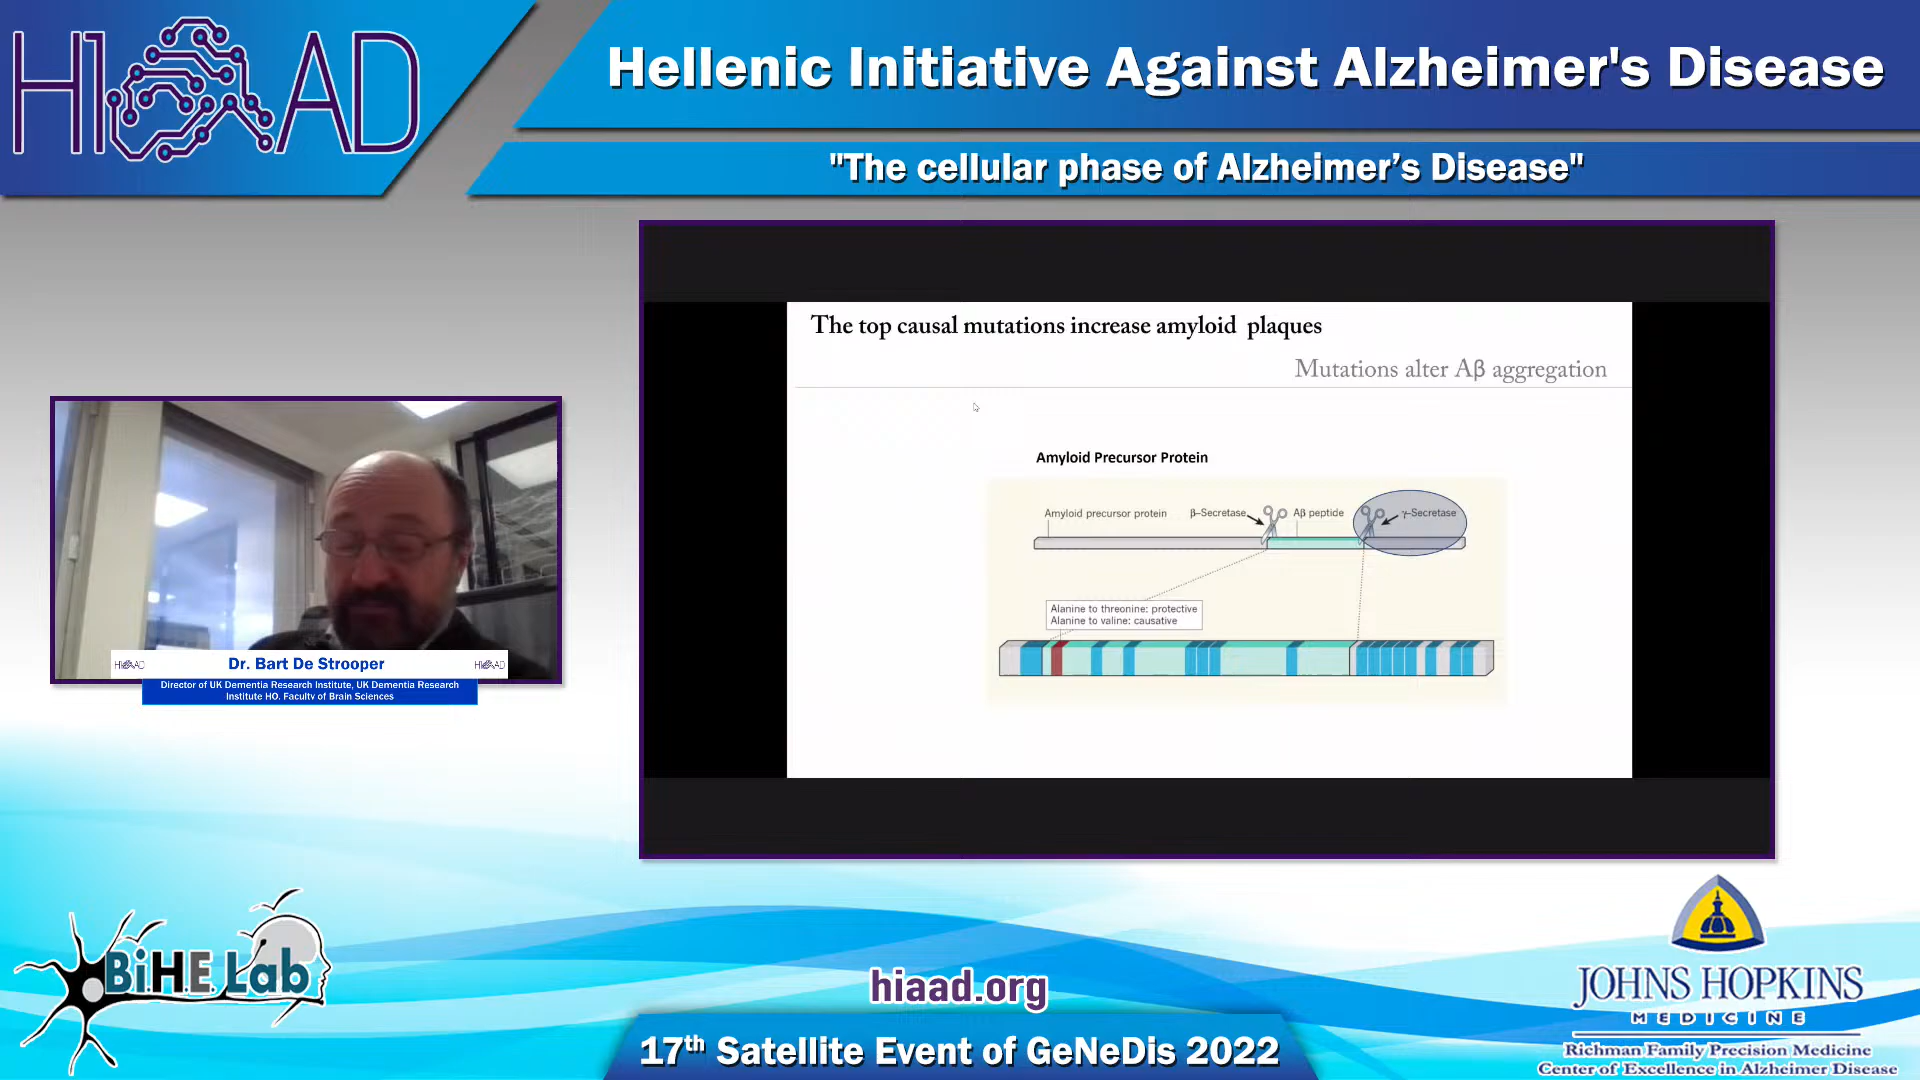 HIAAD
Hellenic Initiative Against Alzheimer's Disease
"The cellular phase of Alzheimer’s Disease"
The top causal mutations increase amyloid plaques
Mutations alter Aβ aggregation
Amyloid Precursor Protein
Amyloid precursor protein
β–Secretase
Aβ peptide
γ–Secretase
Alanine to threonine: protective
Alanine to valine: causative
HIAAD
Dr. Bart De Strooper
HIAAD
Director of UK Dementia Research Institute, UK Dementia Research
Institute HQ, Faculty of Brain Sciences
BiH.E. Lab
hiaad.org
17th Satellite Event of GeNeDis 2022
JOHNS HOPKINS
MEDICINE
Richman Family Precision Medicine
Center of Excellence in Alzheimer Disease